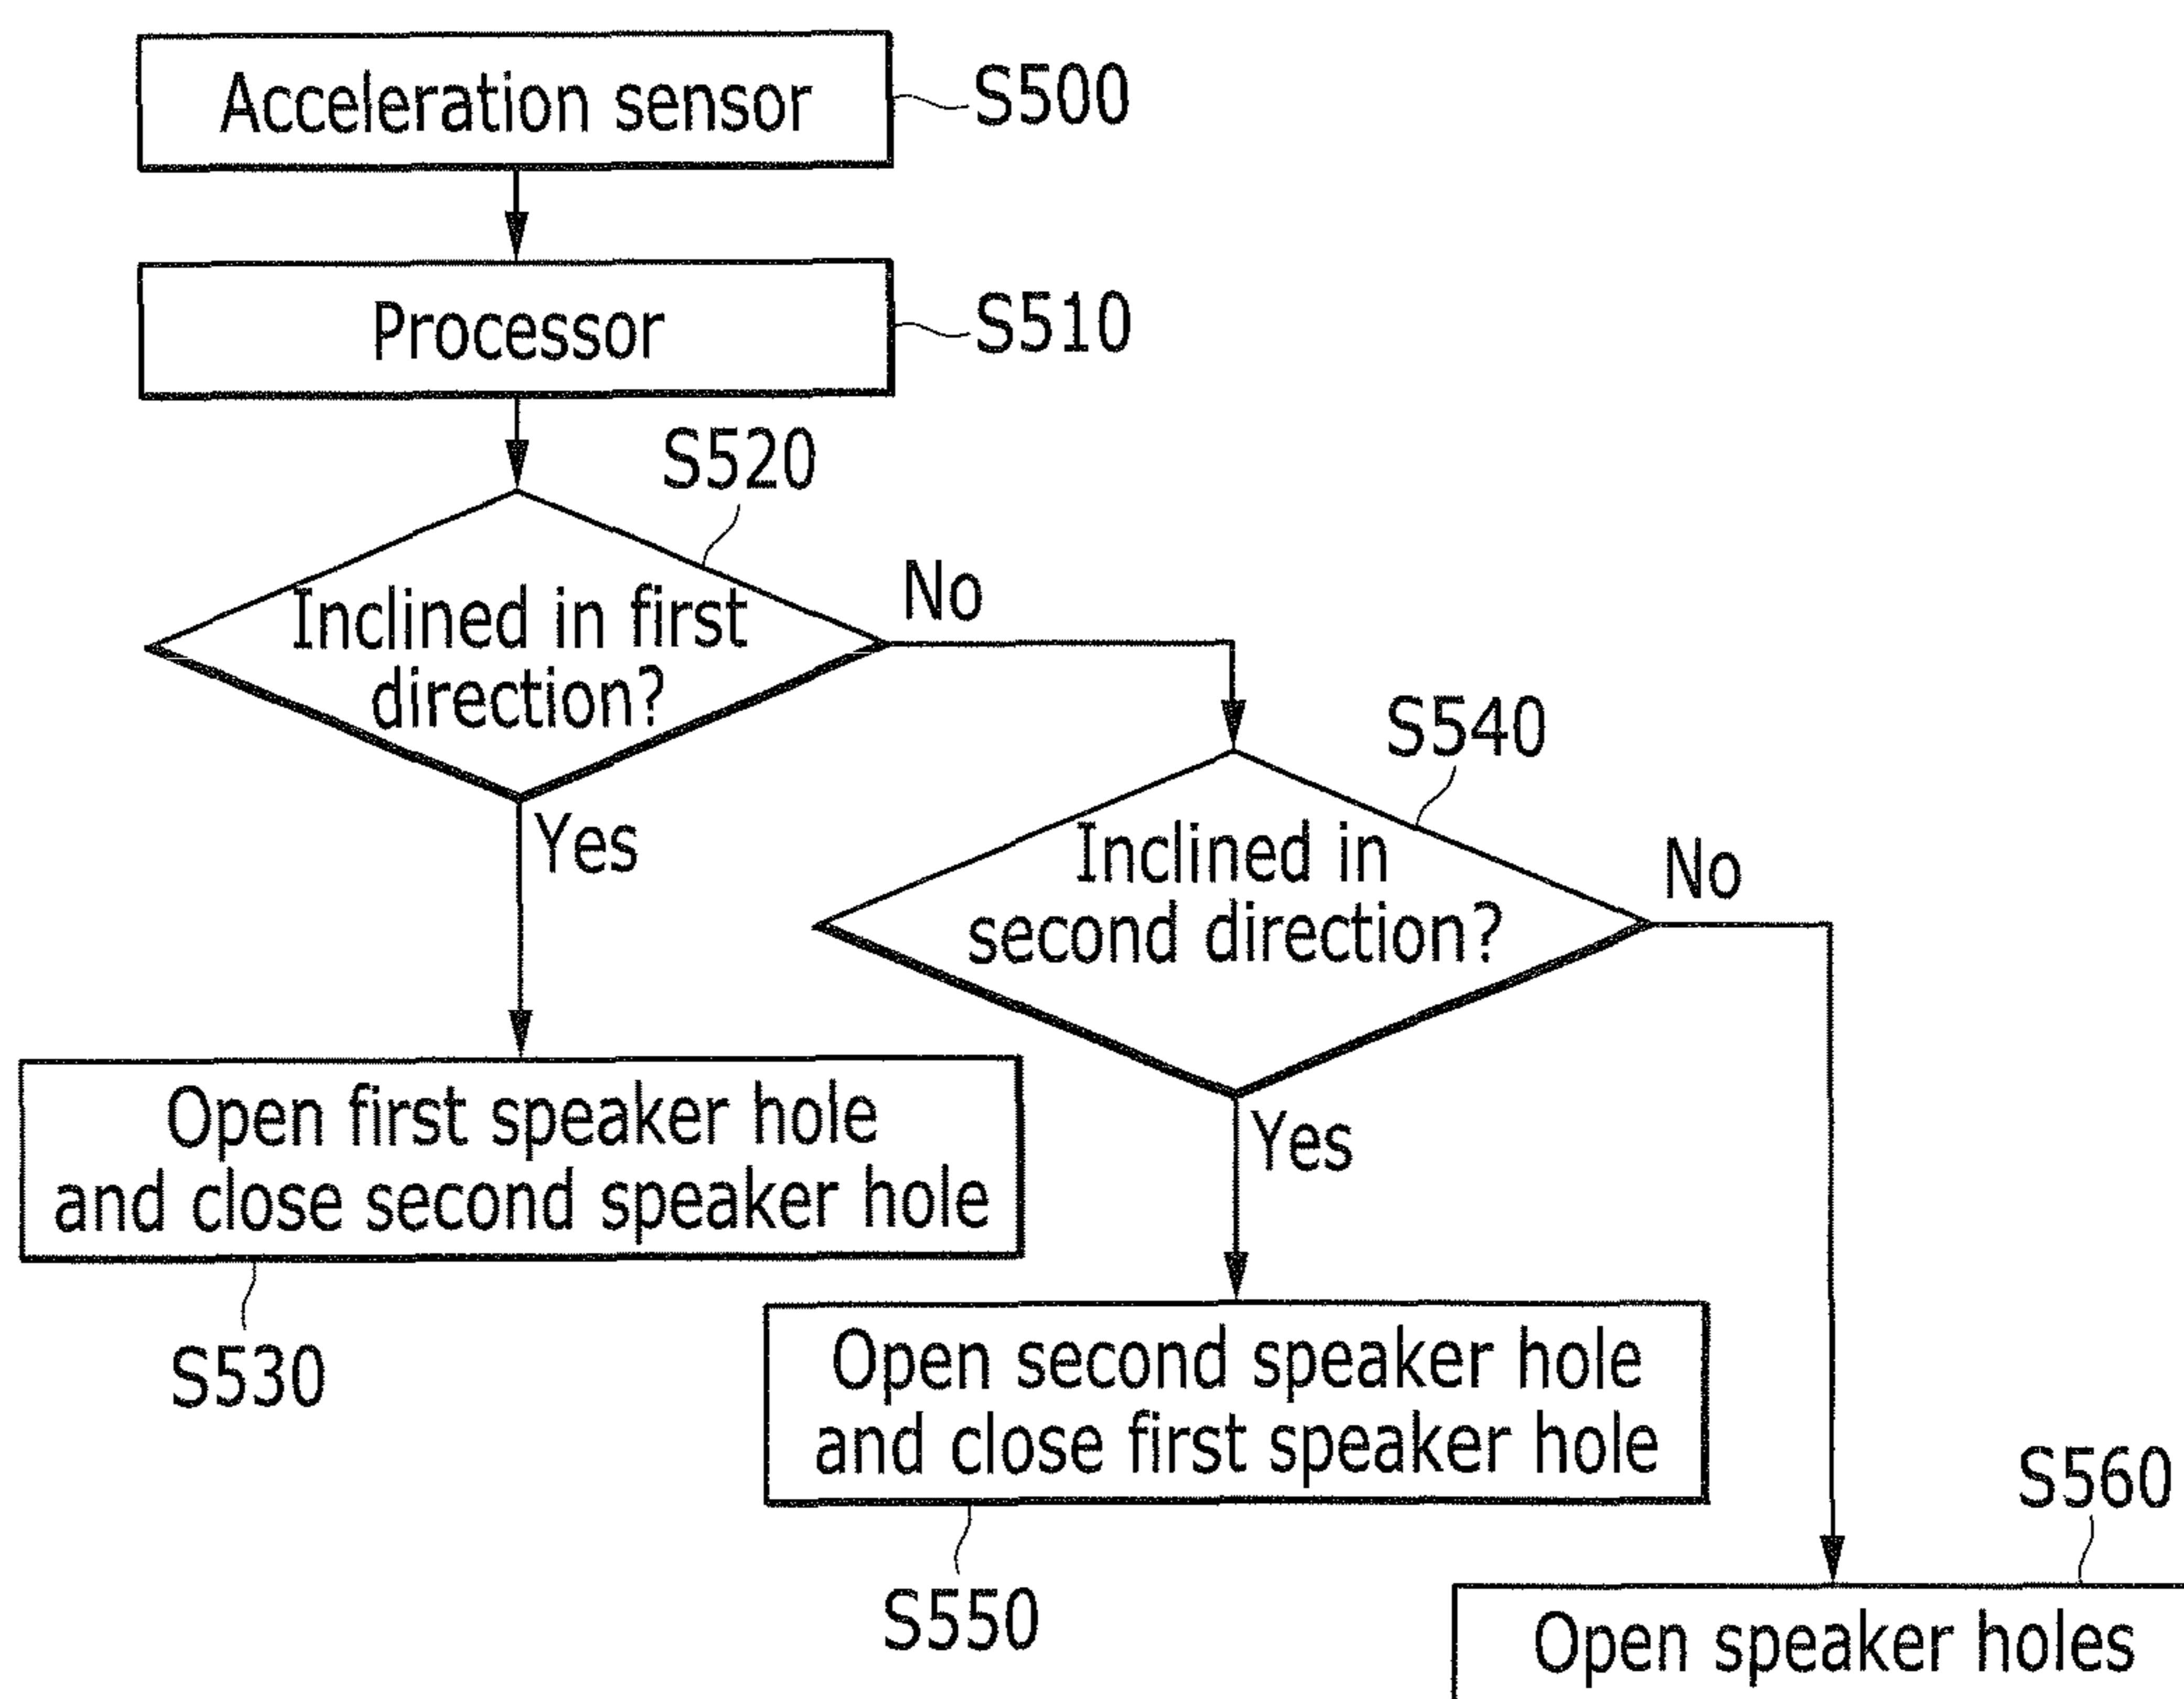 Acceleration sensor
S500
Processor
S510
S520
Inclined in first
direction?
No
Yes
S540
Inclined in
second direction?
No
Yes
Open first speaker hole
and close second speaker hole
S530
Open second speaker hole
and close first speaker hole
S550
S560
Open speaker holes